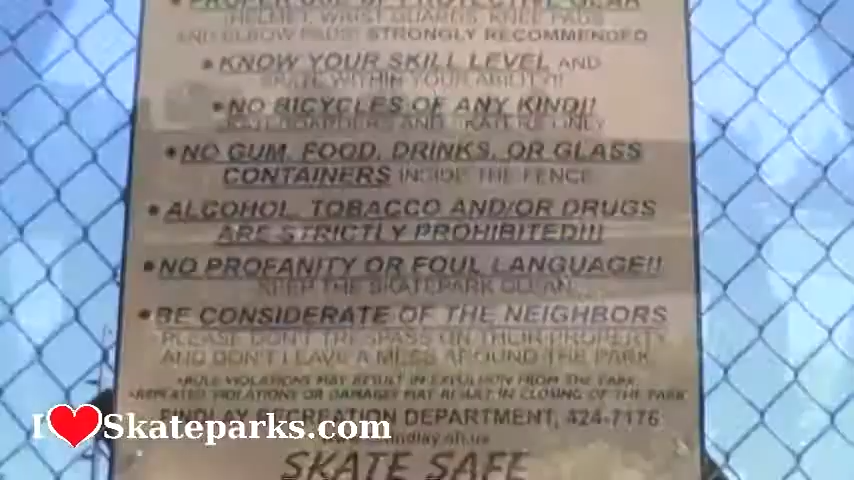 • PROPER USE OF PROTECTIVE GEAR
(HELMET, WRIST GUARDS, KNEE PADS
AND ELBOW PADS) STRONGLY RECOMMENDED
• KNOW YOUR SKILL LEVEL AND
SKATE WITHIN YOUR ABILITY!!
• NO BICYCLES OF ANY KIND!!
SKATEBOARDERS AND SKATERS ONLY
• NO GUM, FOOD, DRINKS, OR GLASS
CONTAINERS INSIDE THE FENCE
• ALCOHOL, TOBACCO AND/OR DRUGS
ARE STRICTLY PROHIBITED!!!
• NO PROFANITY OR FOUL LANGUAGE!!
KEEP THE SKATEPARK CLEAN
• BE CONSIDERATE OF THE NEIGHBORS
PLEASE DON'T TRESPASS ON THEIR PROPERTY
AND DON'T LEAVE A MESS AROUND THE PARK
•RULE VIOLATIONS MAY RESULT IN EXPULSION FROM THE PARK
•REPEATED VIOLATIONS OR DAMAGES MAY RESULT IN CLOSING OF THE PARK
FINDLAY RECREATION DEPARTMENT, 424-7176
findlay.oh.us
SKATE SAFE
I ❤ Skateparks.com